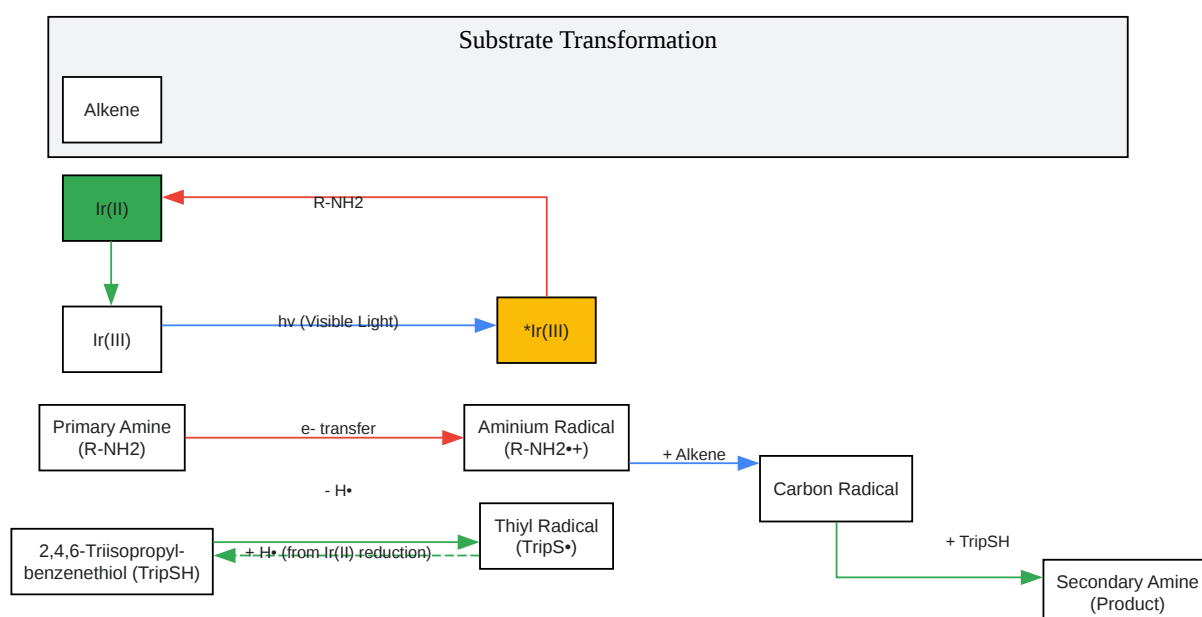 Substrate Transformation
Alkene
Ir(II)
R-NH2
Ir(III)
hv (Visible Light)
*Ir(III)
Primary Amine
(R-NH2)
e- transfer
Aminium Radical
(R-NH2•+)
+ Alkene
Carbon Radical
- H•
2,4,6-Triisopropyl-
benzenethiol (TripSH)
+ H• (from Ir(II) reduction)
Thiyl Radical
(TripS•)
+ TripSH
Secondary Amine
(Product)